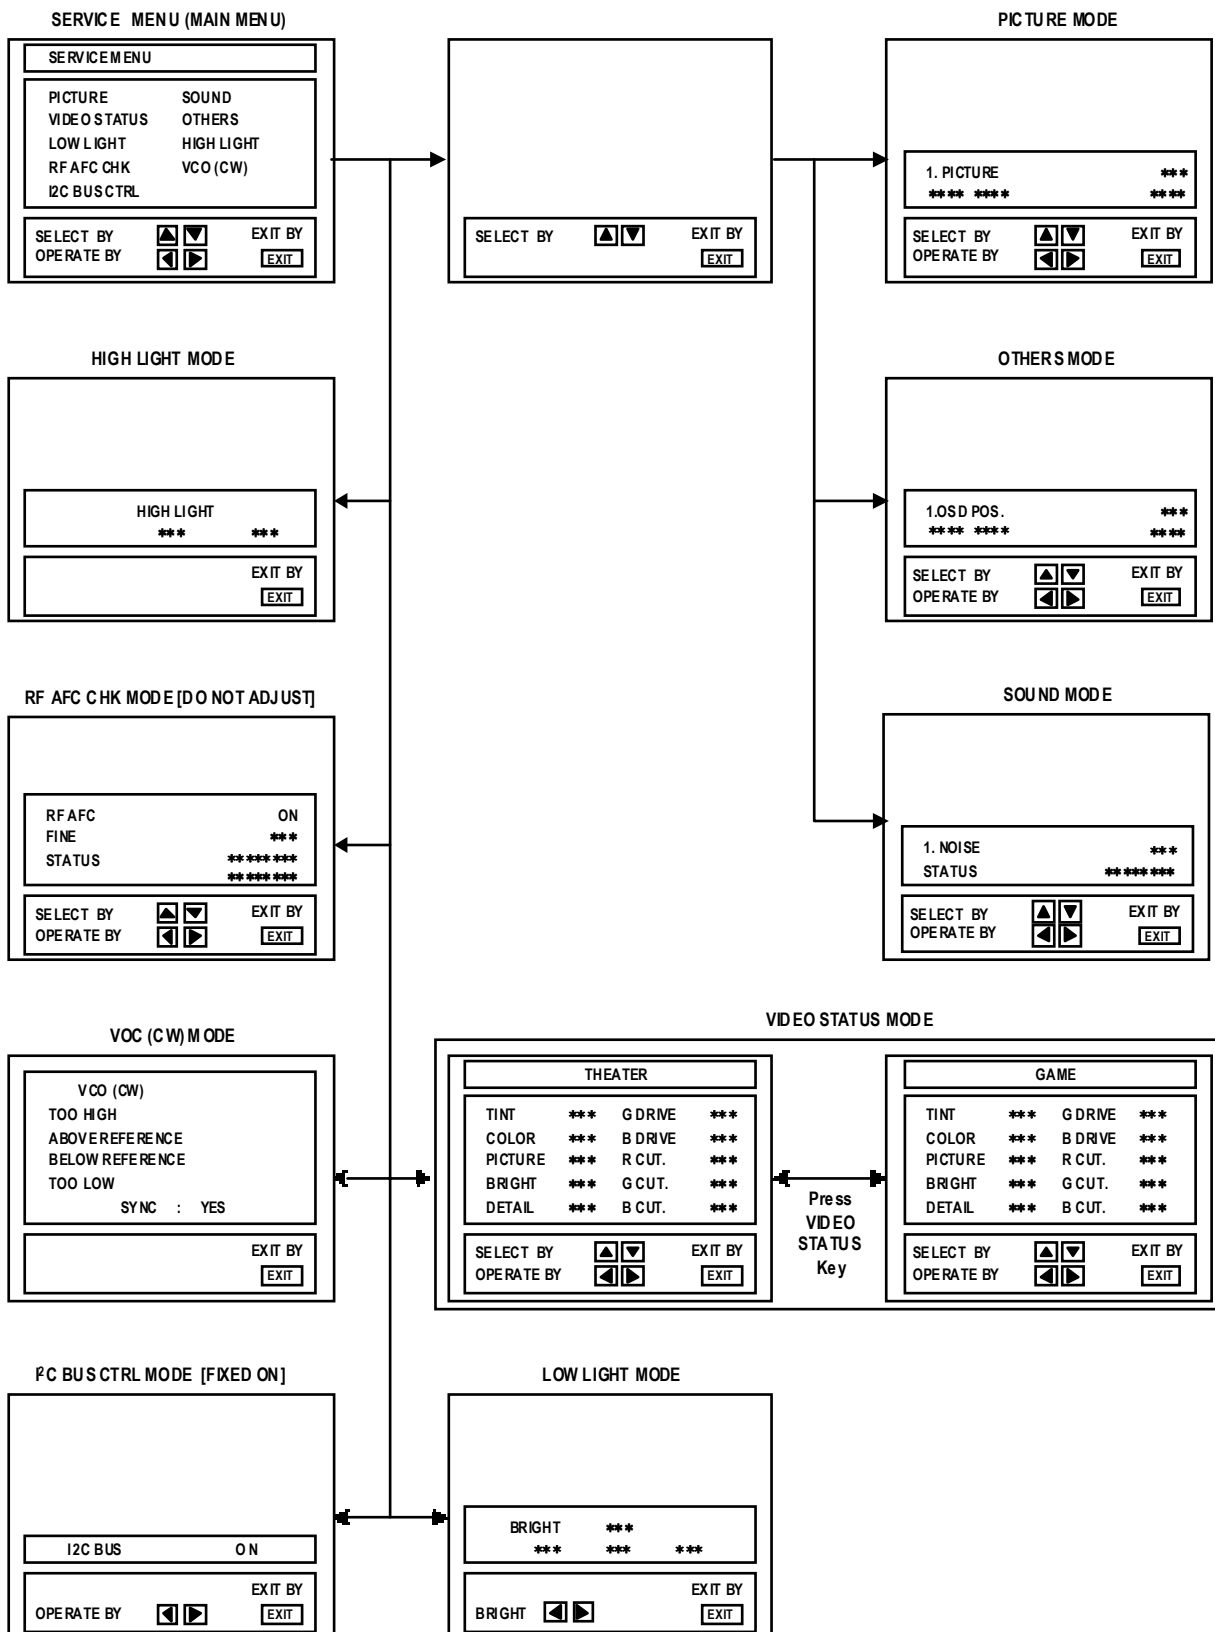 SERVICE MENU (MAIN MENU)
SERVICE MENU
PICTURE SOUND
VIDEO STATUS OTHERS
LOW LIGHT HIGH LIGHT
RF AFC CHK VCO (CW)
I2C BUS CTRL
SELECT BY EXIT BY
OPERATE BY EXIT
SELECT BY EXIT BY
EXIT
PICTURE MODE
1. PICTURE ***
**** **** ****
SELECT BY EXIT BY
OPERATE BY EXIT
HIGH LIGHT MODE
HIGH LIGHT
*** ***
EXIT BY
EXIT
OTHERS MODE
1.OSD POS. ***
**** **** ****
SELECT BY EXIT BY
OPERATE BY EXIT
RF AFC CHK MODE [DO NOT ADJUST]
RF AFC ON
FINE ***
STATUS ********
********
SELECT BY EXIT BY
OPERATE BY EXIT
SOUND MODE
1. NOISE ***
STATUS ********
SELECT BY EXIT BY
OPERATE BY EXIT
VOC (CW) MODE
VCO (CW)
TOO HIGH
ABOVE REFERENCE
BELOW REFERENCE
TOO LOW
SYNC : YES
EXIT BY
EXIT
VIDEO STATUS MODE
THEATER
TINT *** G DRIVE ***
COLOR *** B DRIVE ***
PICTURE *** R CUT. ***
BRIGHT *** G CUT. ***
DETAIL *** B CUT. ***
SELECT BY EXIT BY
OPERATE BY EXIT
Press
VIDEO
STATUS
Key
GAME
TINT *** G DRIVE ***
COLOR *** B DRIVE ***
PICTURE *** R CUT. ***
BRIGHT *** G CUT. ***
DETAIL *** B CUT. ***
SELECT BY EXIT BY
OPERATE BY EXIT
I²C BUS CTRL MODE [FIXED ON]
I2C BUS ON
EXIT BY
OPERATE BY EXIT
LOW LIGHT MODE
BRIGHT ***
*** *** ***
EXIT BY
BRIGHT EXIT